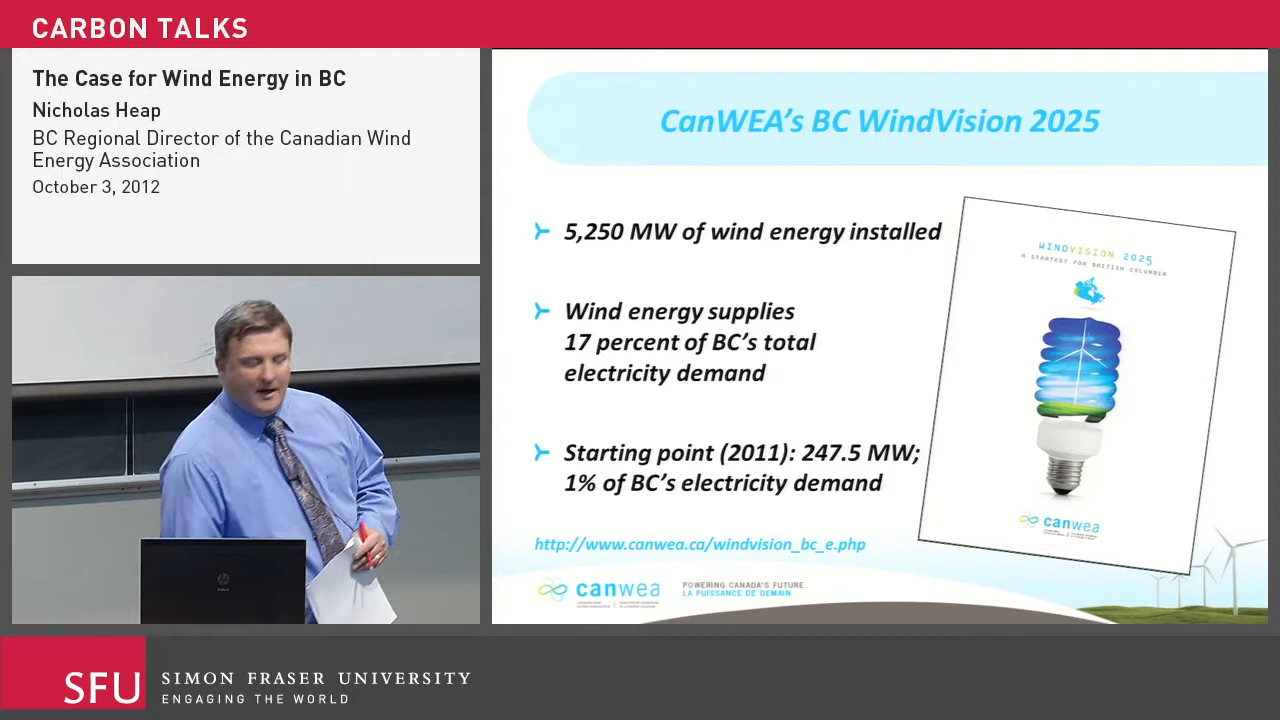 CARBON TALKS
The Case for Wind Energy in BC
Nicholas Heap
BC Regional Director of the Canadian Wind
Energy Association
October 3, 2012
CanWEA's BC WindVision 2025
5,250 MW of wind energy installed
Wind energy supplies
17 percent of BC's total
electricity demand
Starting point (2011): 247.5 MW;
1% of BC's electricity demand
http://www.canwea.ca/windvision_bc_e.php
WINDVISION 2025
A STRATEGY FOR BRITISH COLUMBIA
canwea
canwea
POWERING CANADA'S FUTURE
LA PUISSANCE DE DEMAIN
SFU
SIMON FRASER UNIVERSITY
ENGAGING THE WORLD